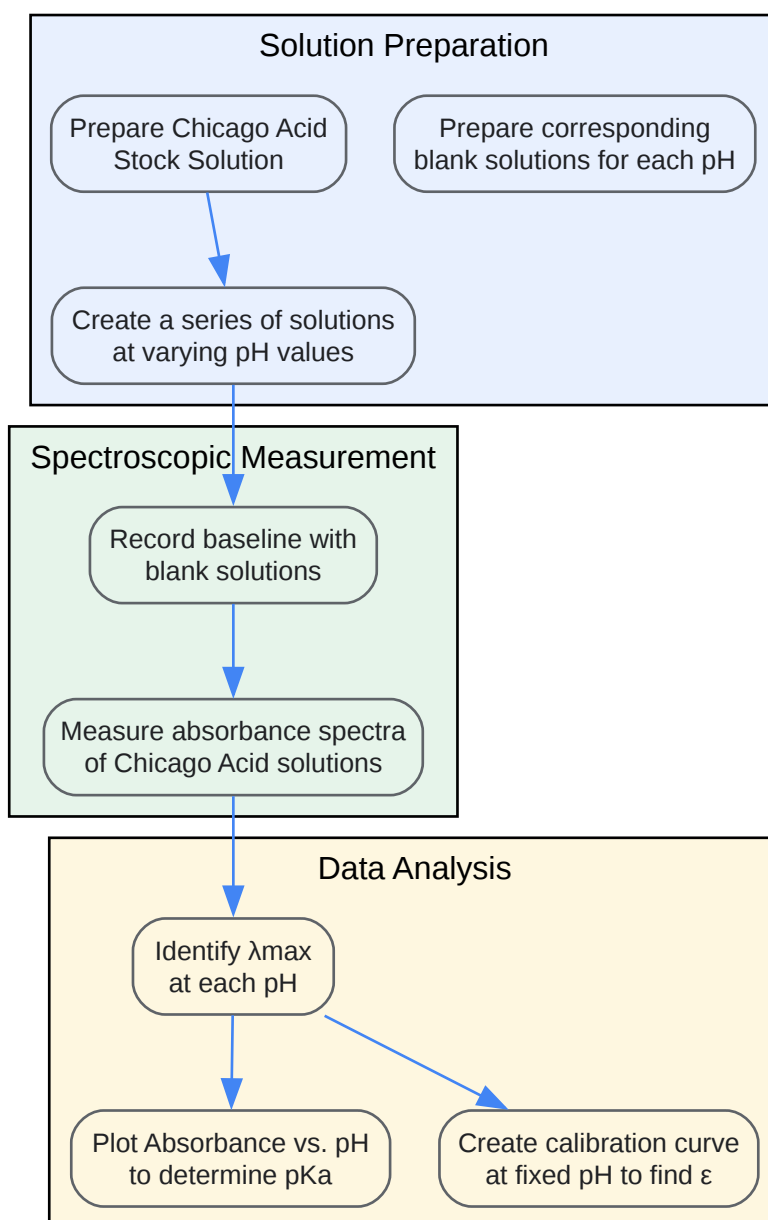 Solution Preparation
Prepare Chicago Acid
Stock Solution
Prepare corresponding
blank solutions for each pH
Create a series of solutions
at varying pH values
Spectroscopic Measurement
Record baseline with
blank solutions
Measure absorbance spectra
of Chicago Acid solutions
Data Analysis
Identify λmax
at each pH
Plot Absorbance vs. pH
to determine pKa
Create calibration curve
at fixed pH to find ε